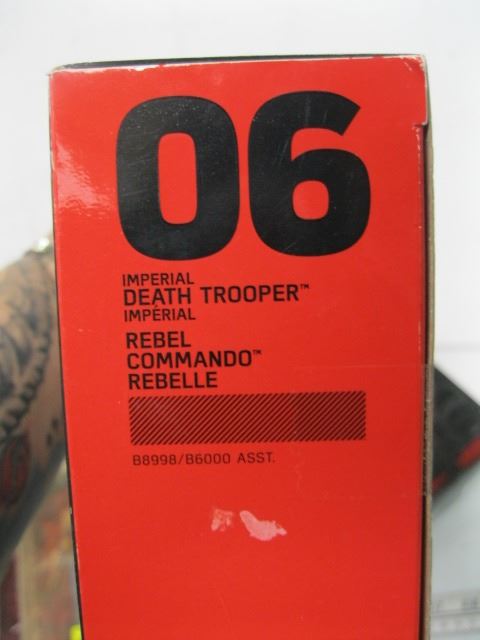 06
IMPERIAL
DEATH TROOPER™
IMPÉRIAL
REBEL
COMMANDO™
REBELLE
B8998/B6000 ASST.